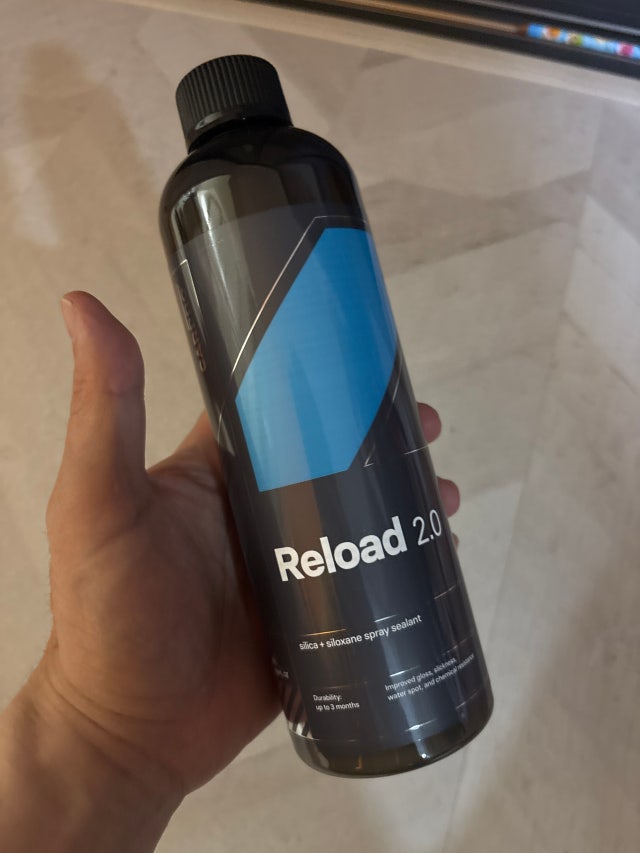 Reload 2.0
silica + siloxane spray sealant
Durability:
up to 3 months
Improved gloss, slickness,
water spot, and chemical resistance